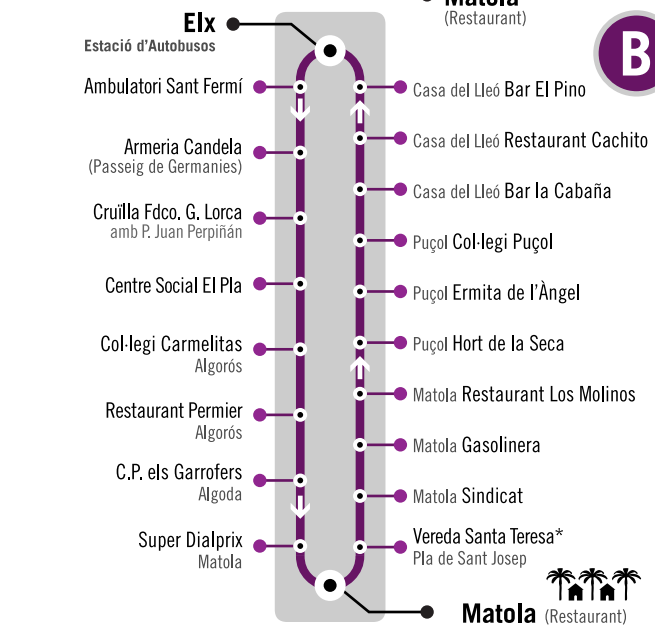 Matola
(Restaurant)
B
Elx
Estació d'Autobusos
Ambulatori Sant Fermí
Armeria Candela
(Passeig de Germanies)
Cruïlla Fdco. G. Lorca
amb P. Juan Perpiñán
Centre Social El Pla
Col·legi Carmelitas
Algorós
Restaurant Permier
Algorós
C.P. els Garrofers
Algoda
Super Dialprix
Matola
Casa del Lleó Bar El Pino
Casa del Lleó Restaurant Cachito
Casa del Lleó Bar la Cabaña
Puçol Col·legi Puçol
Puçol Ermita de l'Àngel
Puçol Hort de la Seca
Matola Restaurant Los Molinos
Matola Gasolinera
Matola Sindicat
Vereda Santa Teresa*
Pla de Sant Josep
Matola (Restaurant)